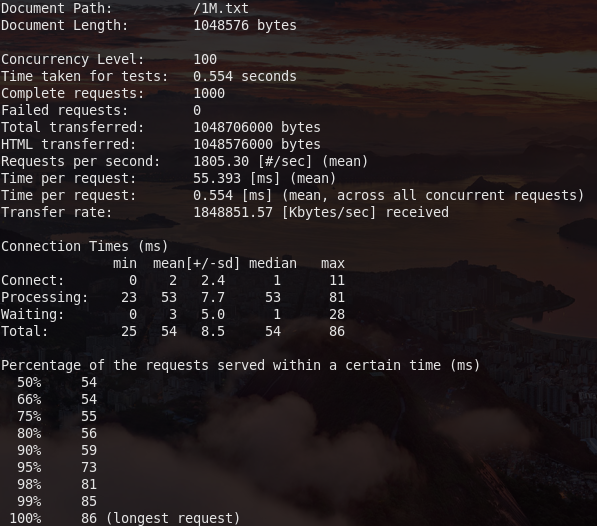 Document Path:          /1M.txt
Document Length:        1048576 bytes

Concurrency Level:      100
Time taken for tests:   0.554 seconds
Complete requests:      1000
Failed requests:        0
Total transferred:      1048706000 bytes
HTML transferred:       1048576000 bytes
Requests per second:    1805.30 [#/sec] (mean)
Time per request:       55.393 [ms] (mean)
Time per request:       0.554 [ms] (mean, across all concurrent requests)
Transfer rate:          1848851.57 [Kbytes/sec] received

Connection Times (ms)
              min  mean[+/-sd] median   max
Connect:        0    2   2.4      1      11
Processing:    23   53   7.7     53      81
Waiting:        0    3   5.0      1      28
Total:         25   54   8.5     54      86

Percentage of the requests served within a certain time (ms)
  50%     54
  66%     54
  75%     55
  80%     56
  90%     59
  95%     73
  98%     81
  99%     85
 100%     86 (longest request)